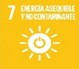 7 ENERGÍA ASEQUIBLE
Y NO CONTAMINANTE